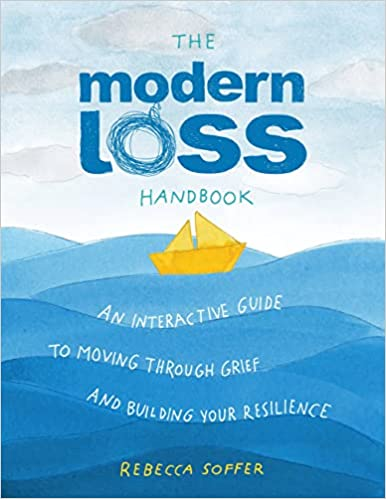 THE
modern
loss
HANDBOOK
AN INTERACTIVE GUIDE
TO MOVING THROUGH GRIEF
AND BUILDING YOUR RESILIENCE
REBECCA SOFFER